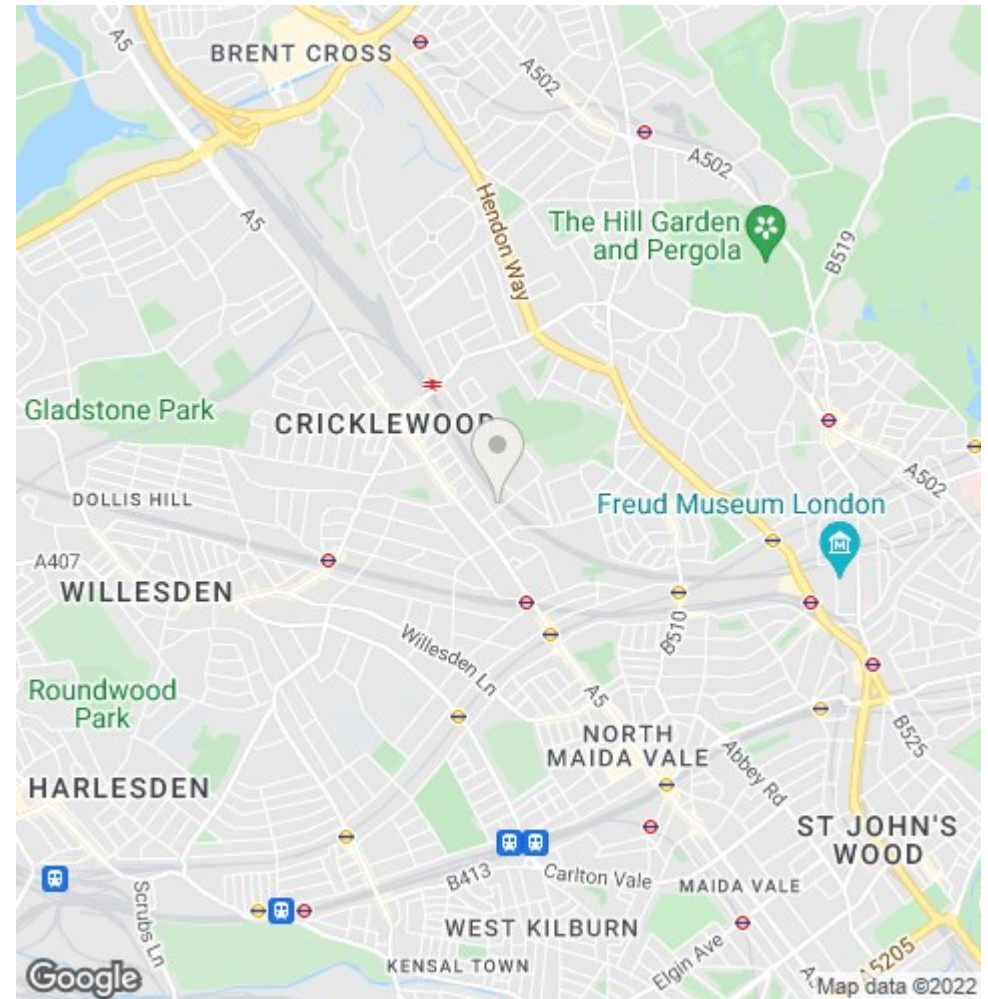 A5
BRENT CROSS
A502
A502
A5
Hendon Way
The Hill Garden
and Pergola
B519
Gladstone Park
CRICKLEWOOD
A502
DOLLIS HILL
Freud Museum London
M
A407
WILLESDEN
B510
Willesden Ln
Roundwood
Park
A5
B525
NORTH
MAIDA VALE
Abbey Rd
HARLESDEN
ST JOHN'S
WOOD
B413
Carlton Vale
MAIDA VALE
Scrubs Ln
WEST KILBURN
Elgin Ave
A5205
KENSAL TOWN
Google
Map data ©2022